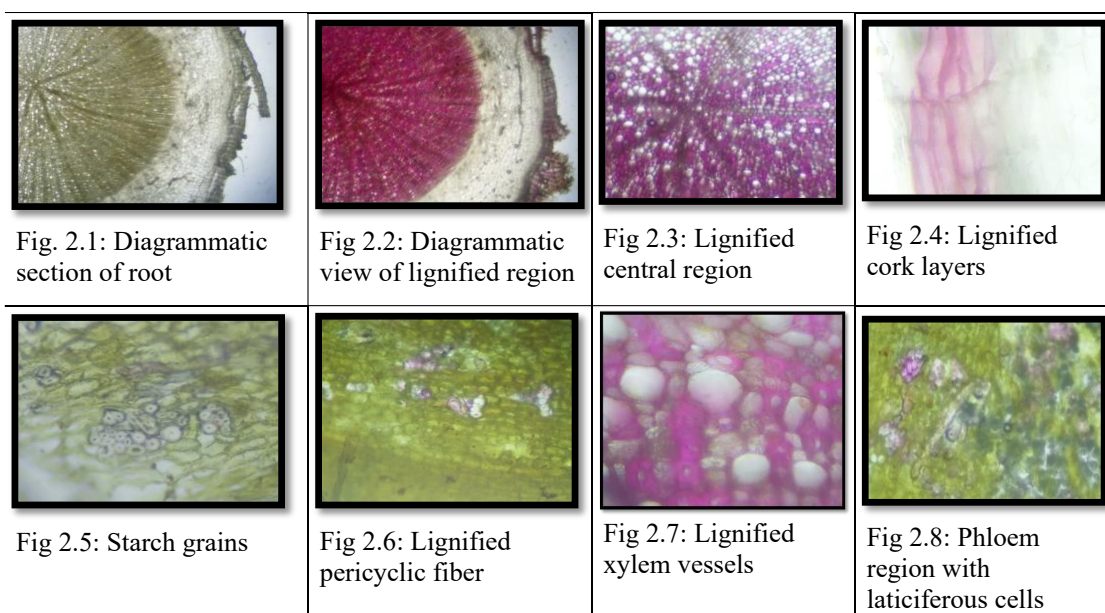 Fig. 2.1: Diagrammatic
section of root
Fig 2.2: Diagrammatic
view of lignified region
Fig 2.3: Lignified
central region
Fig 2.4: Lignified
cork layers
Fig 2.5: Starch grains
Fig 2.6: Lignified
pericyclic fiber
Fig 2.7: Lignified
xylem vessels
Fig 2.8: Phloem
region with
laticiferous cells